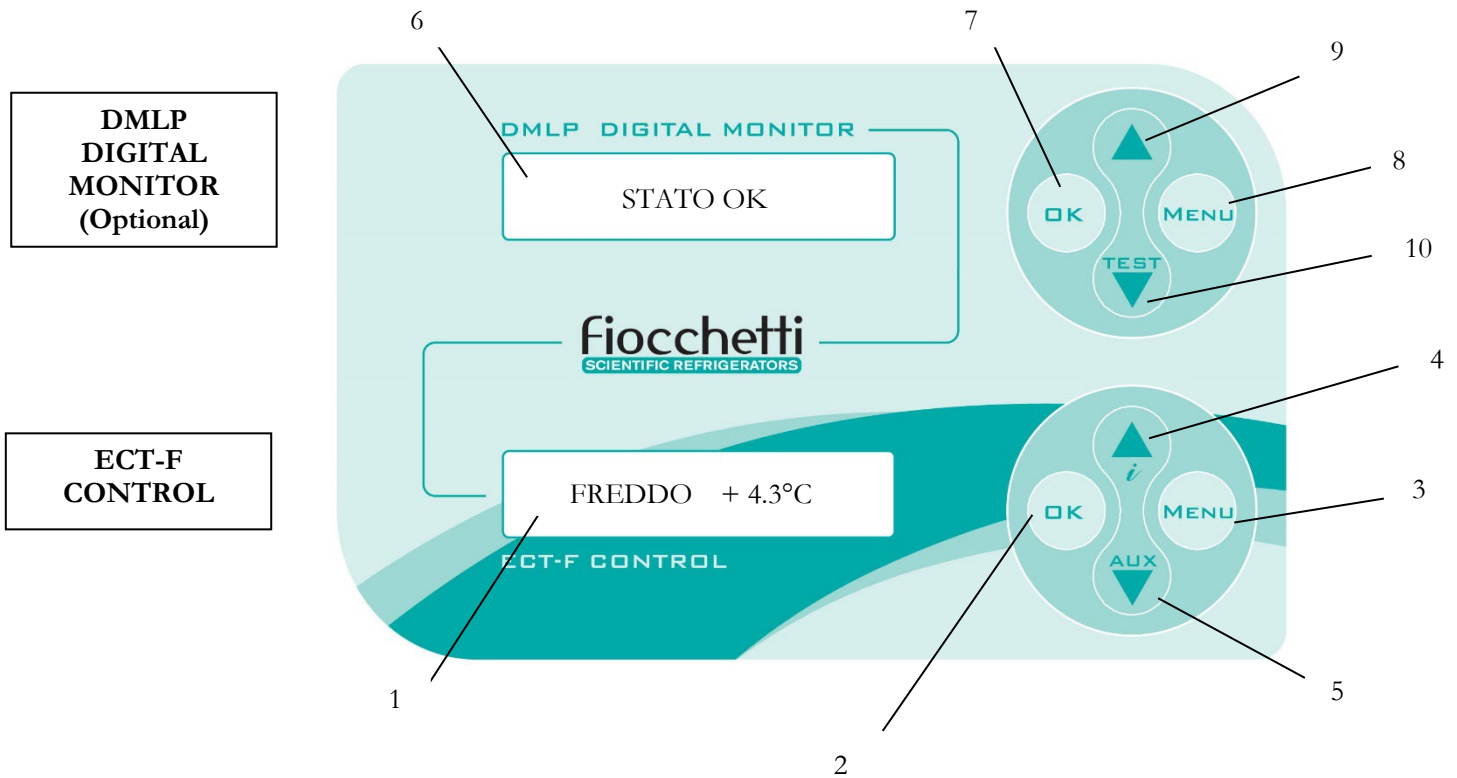 6
7
9
DMLP
DIGITAL
MONITOR
(Optional)
DMLP DIGITAL MONITOR
STATO OK
OK
MENU
TEST
8
10
fiocchetti
SCIENTIFIC REFRIGERATORS
4
ECT-F
CONTROL
FREDDO + 4.3°C
ECT-F CONTROL
i
OK
MENU
AUX
3
5
1
2